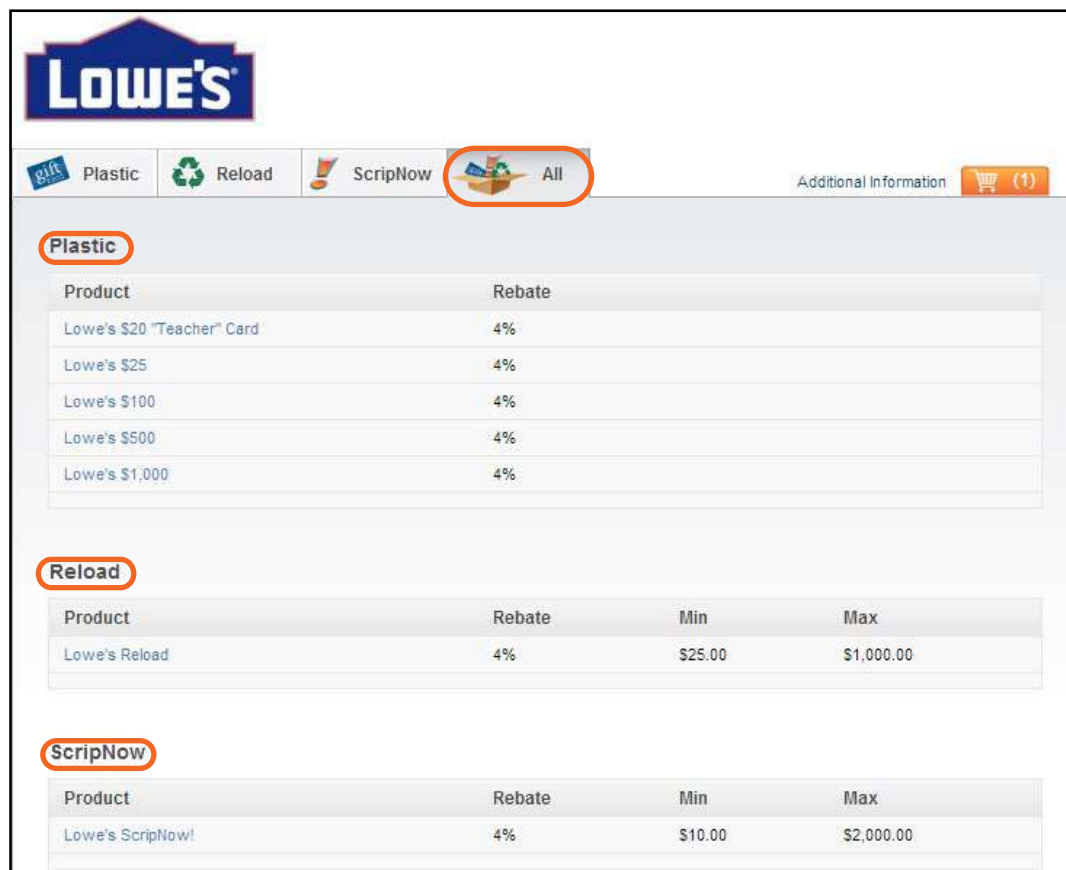 LOWE'S
gift Plastic Reload ScripNow All Additional Information (1)
Plastic
Product Rebate
Lowe's $20 "Teacher" Card 4%
Lowe's $25 4%
Lowe's $100 4%
Lowe's $500 4%
Lowe's $1,000 4%
Reload
Product Rebate Min Max
Lowe's Reload 4% $25.00 $1,000.00
ScripNow
Product Rebate Min Max
Lowe's ScripNow! 4% $10.00 $2,000.00